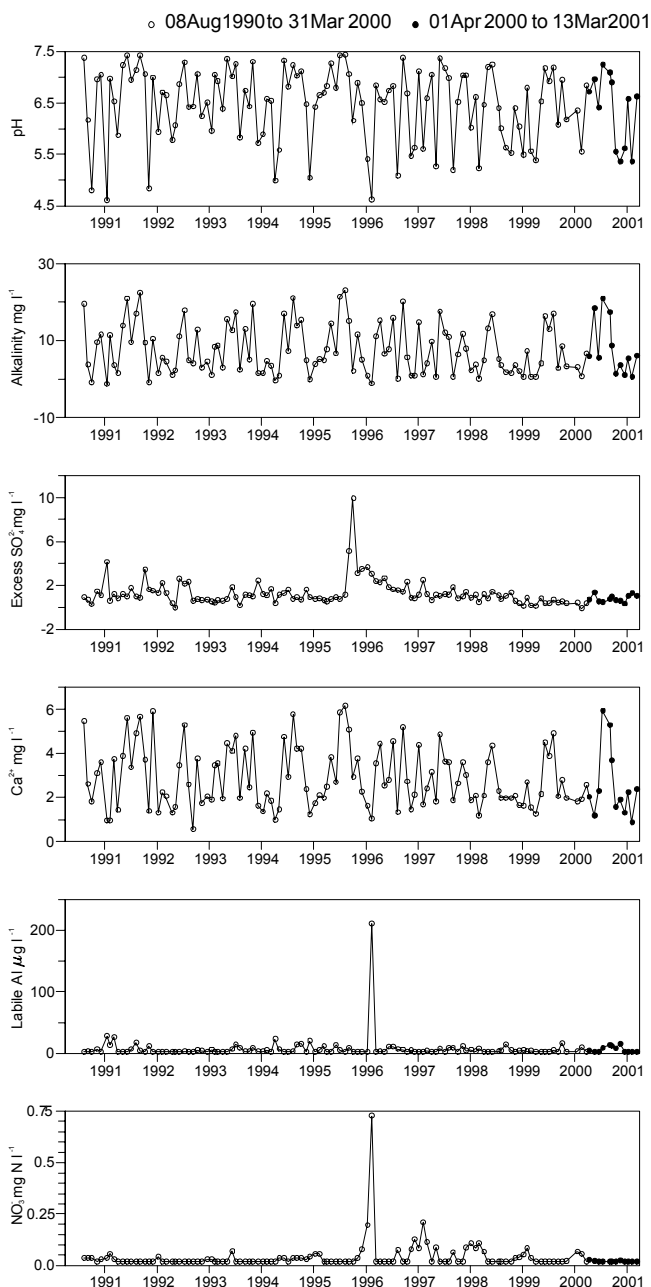 08Aug1990 to 31Mar 2000 01Apr 2000 to 13Mar2001
7.5
6.5
5.5
4.5
pH
1991 1992 1993 1994 1995 1996 1997 1998 1999 2000 2001
30
10
-10
Alkalinity mg l⁻¹
1991 1992 1993 1994 1995 1996 1997 1998 1999 2000 2001
10
6
2
-2
Excess SO₄²⁻ mg l⁻¹
1991 1992 1993 1994 1995 1996 1997 1998 1999 2000 2001
6
4
2
0
Ca²⁺ mg l⁻¹
1991 1992 1993 1994 1995 1996 1997 1998 1999 2000 2001
200
100
0
Labile Al μg l⁻¹
1991 1992 1993 1994 1995 1996 1997 1998 1999 2000 2001
0.75
0.5
0.25
0.0
NO₃⁻ mg N l⁻¹
1991 1992 1993 1994 1995 1996 1997 1998 1999 2000 2001